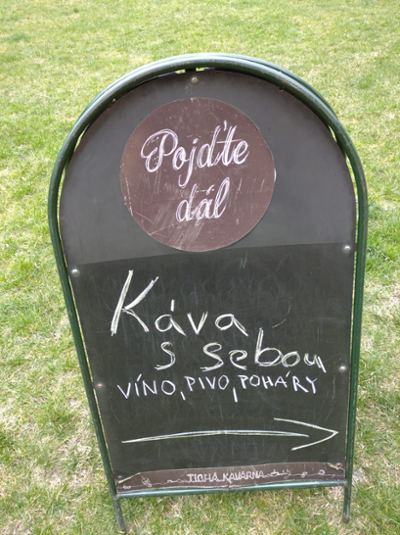 Pojďte
dál
Káva
s sebou
VÍNO, PIVO, POHÁRY
TICHÁ KAVÁRNA